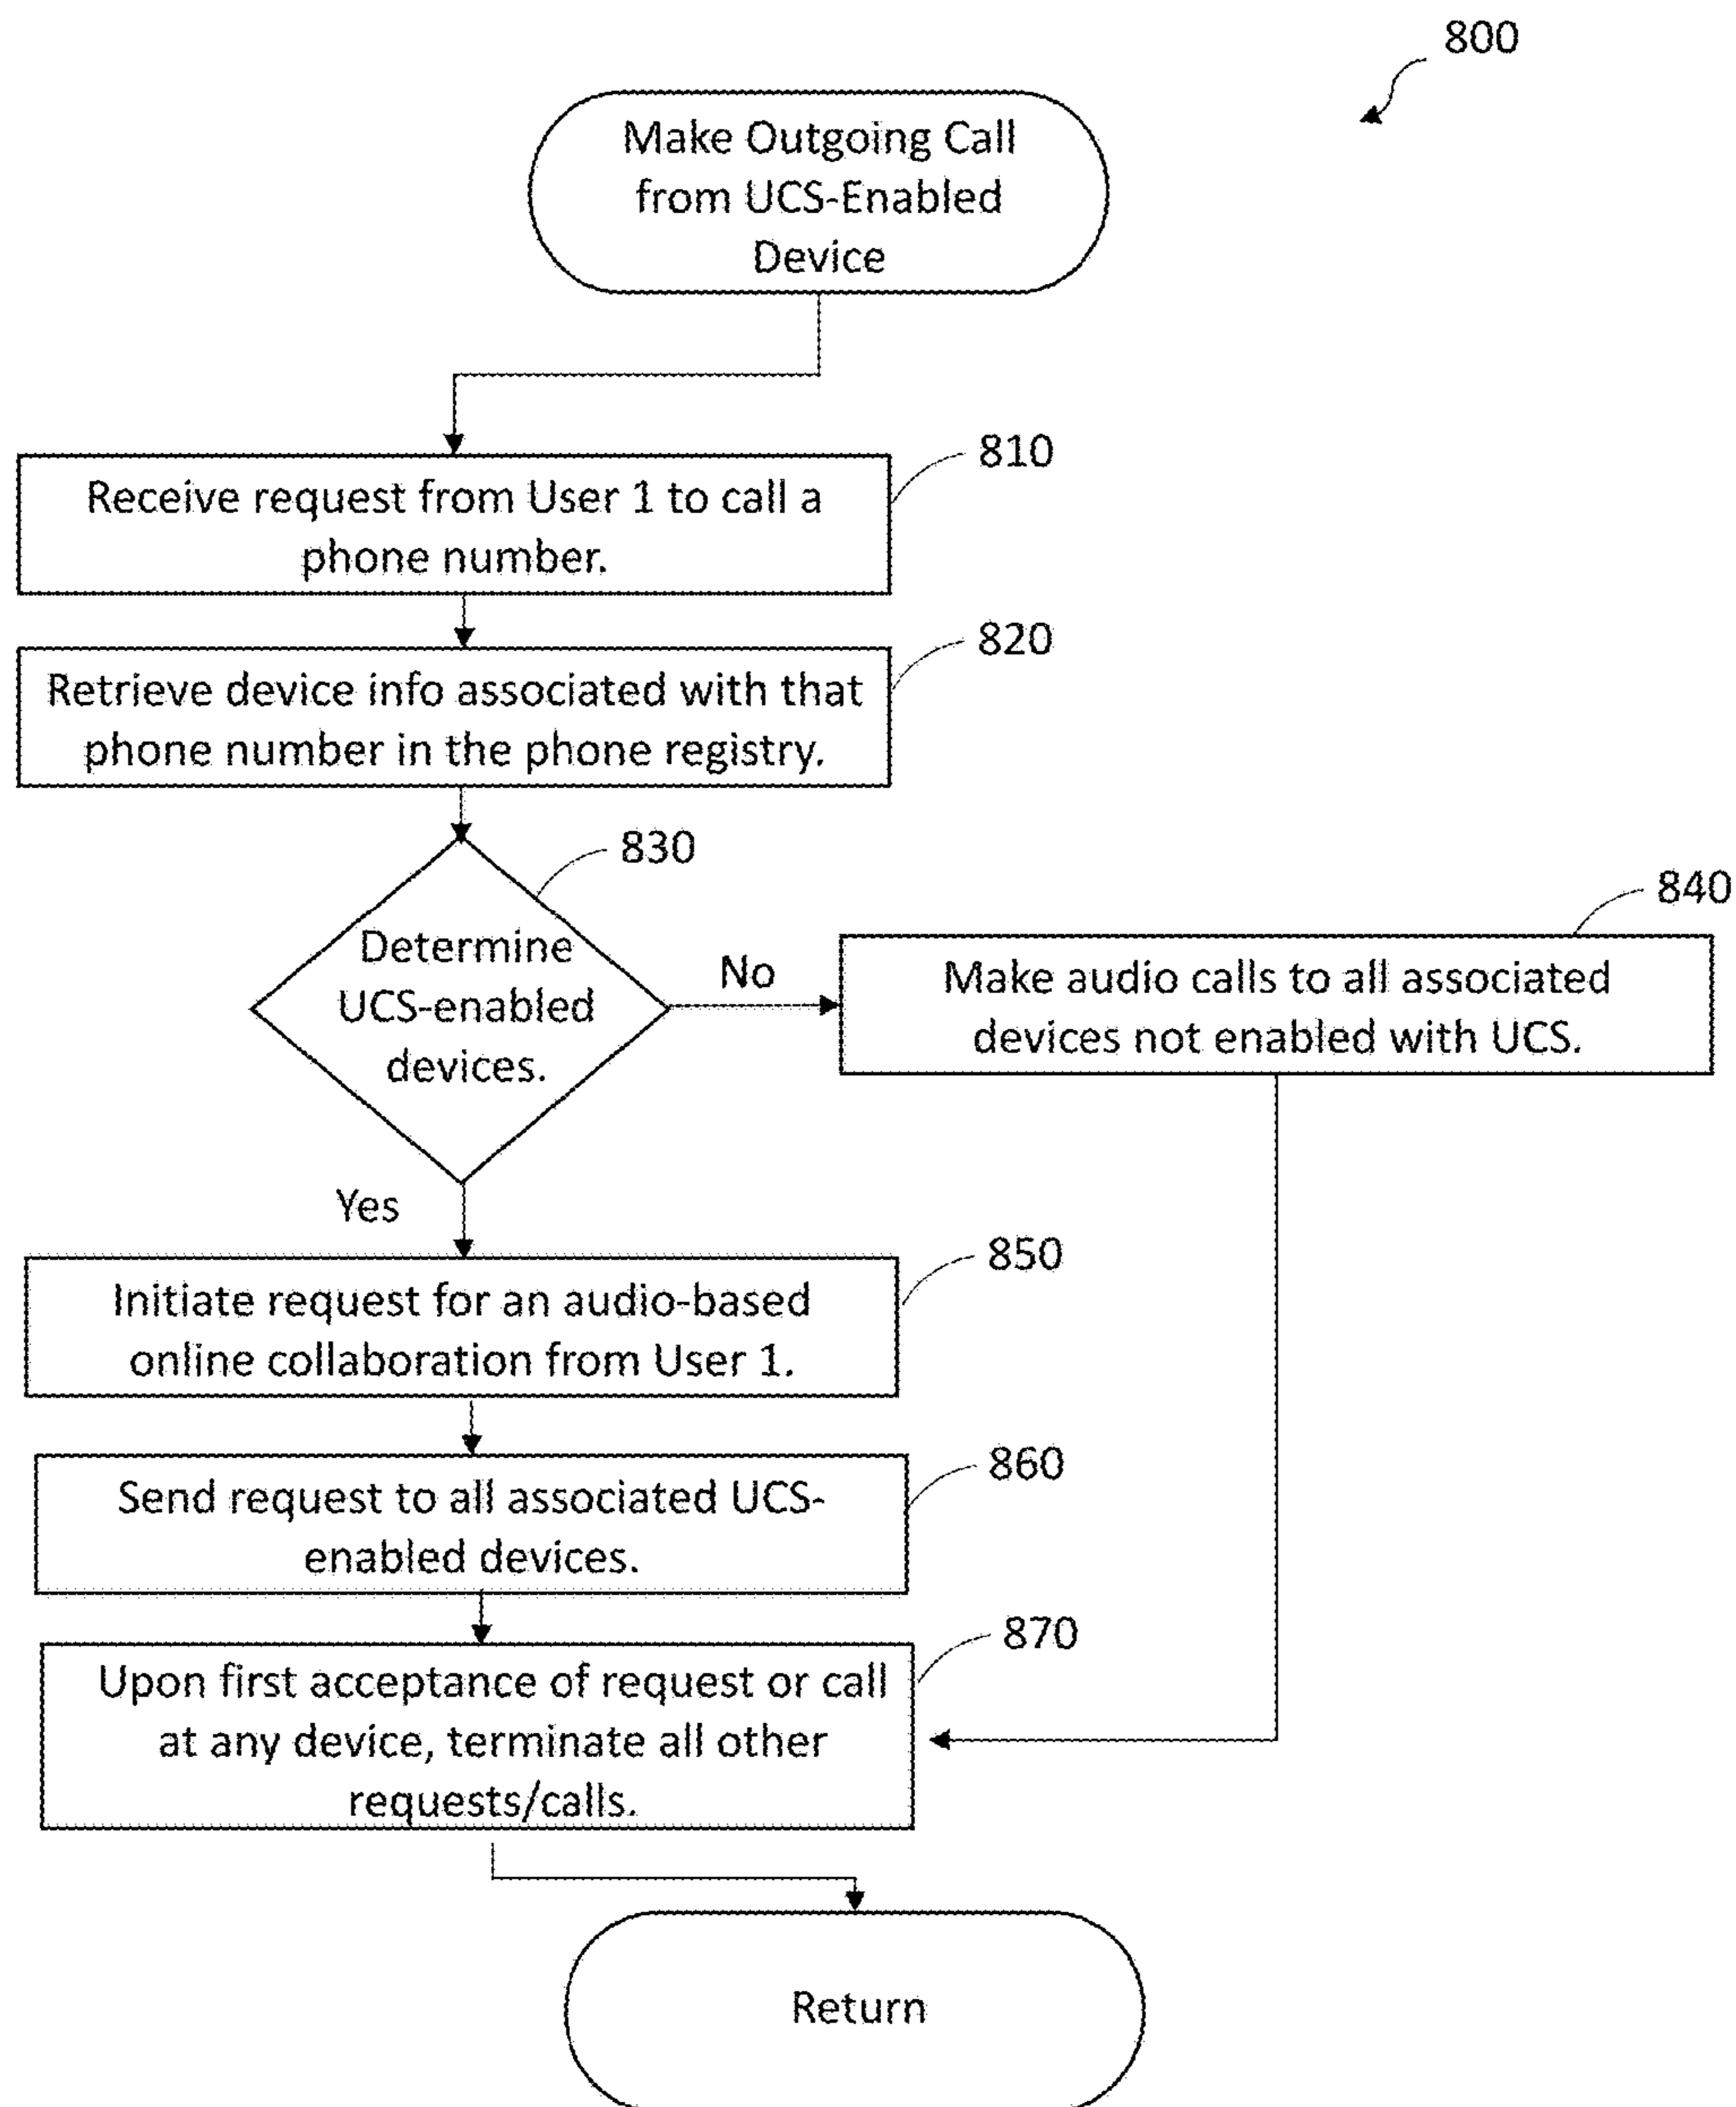 800
Make Outgoing Call
from UCS-Enabled
Device
810
Receive request from User 1 to call a
phone number.
820
Retrieve device info associated with that
phone number in the phone registry.
830
Determine
UCS-enabled
devices.
No
840
Make audio calls to all associated
devices not enabled with UCS.
Yes
850
Initiate request for an audio-based
online collaboration from User 1.
860
Send request to all associated UCS-
enabled devices.
870
Upon first acceptance of request or call
at any device, terminate all other
requests/calls.
Return